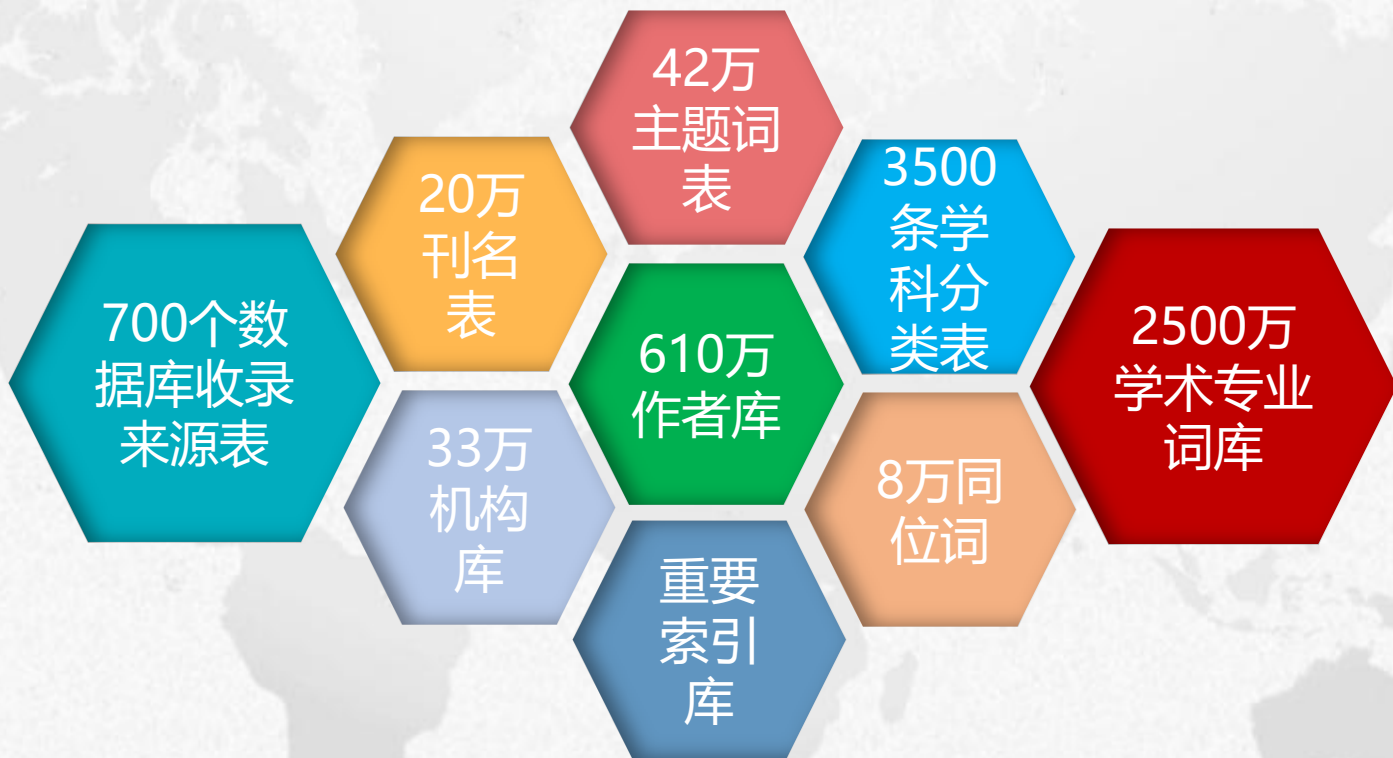 42万
主题词
表
20万
刊名
表
3500
条学
科分
类表
700个数
据库收录
来源表
610万
作者库
2500万
学术专业
词库
33万
机构
库
8万同
位词
重要
索引
库